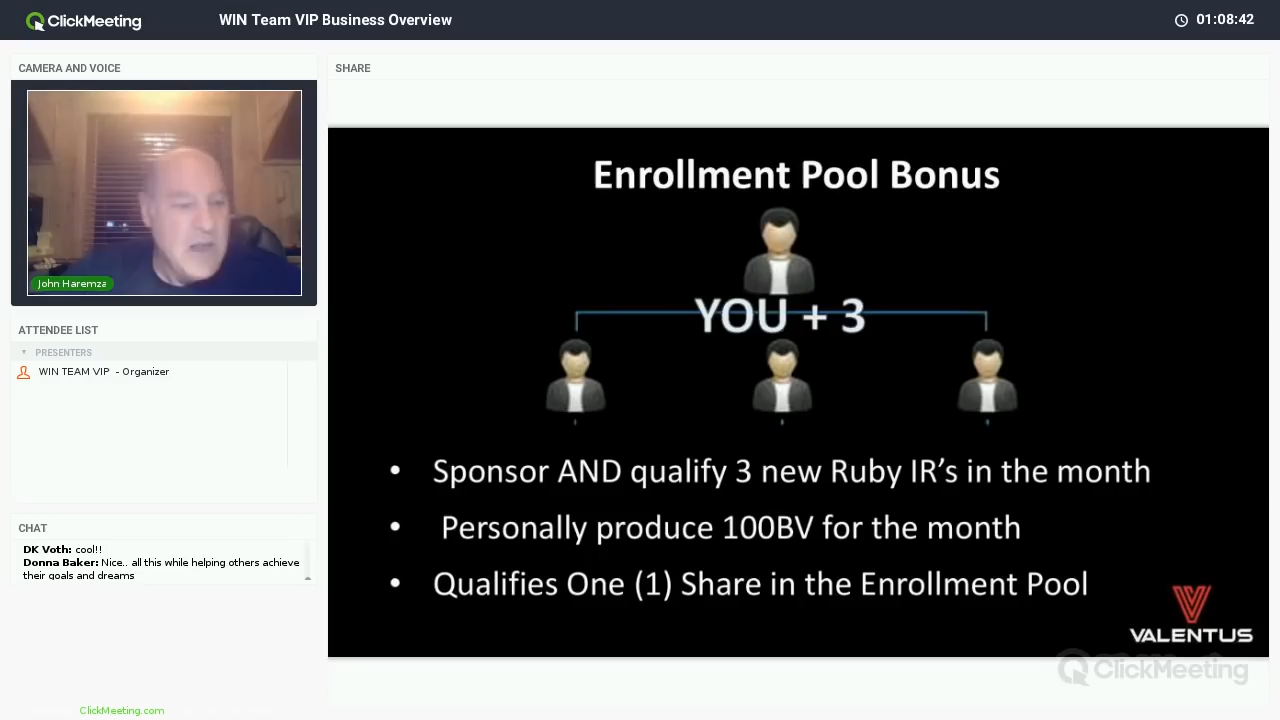 ClickMeeting
WIN Team VIP Business Overview
01:08:42
CAMERA AND VOICE
John Haremza
ATTENDEE LIST
PRESENTERS
WIN TEAM VIP - Organizer
CHAT
DK Voth: cool!!
Donna Baker: Nice.. all this while helping others achieve
their goals and dreams
ClickMeeting.com
SHARE
Enrollment Pool Bonus
YOU + 3
• Sponsor AND qualify 3 new Ruby IR's in the month
• Personally produce 100BV for the month
• Qualifies One (1) Share in the Enrollment Pool
VALENTUS
ClickMeeting